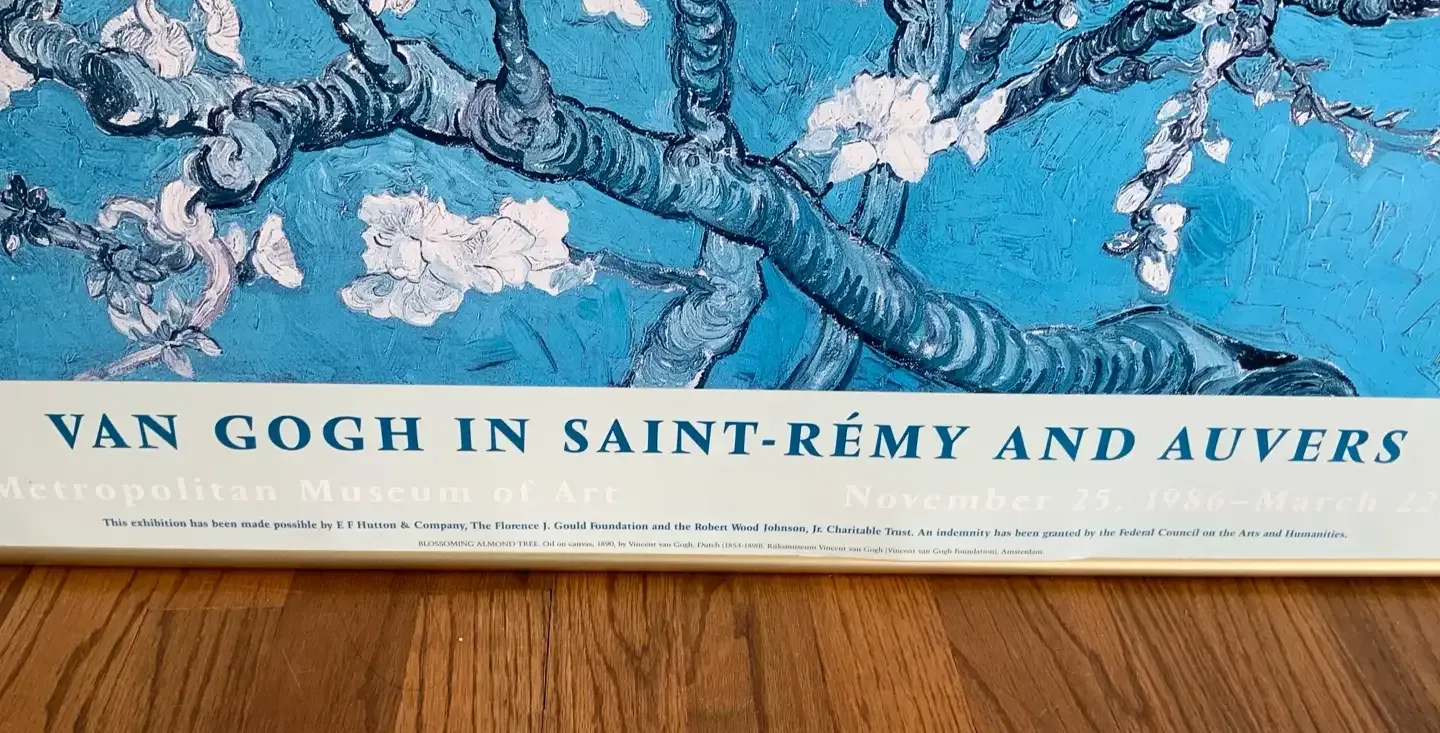 VAN GOGH IN SAINT-RÉMY AND AUVERS
Metropolitan Museum of Art November 25, 1986–March 22
This exhibition has been made possible by E F Hutton & Company, The Florence J. Gould Foundation and the Robert Wood Johnson, Jr. Charitable Trust. An indemnity has been granted by the Federal Council on the Arts and Humanities.
BLOSSOMING ALMOND TREE. Oil on canvas, 1890, by Vincent van Gogh, Dutch (1853-1890). Rijksmuseum Vincent van Gogh (Vincent van Gogh Foundation), Amsterdam